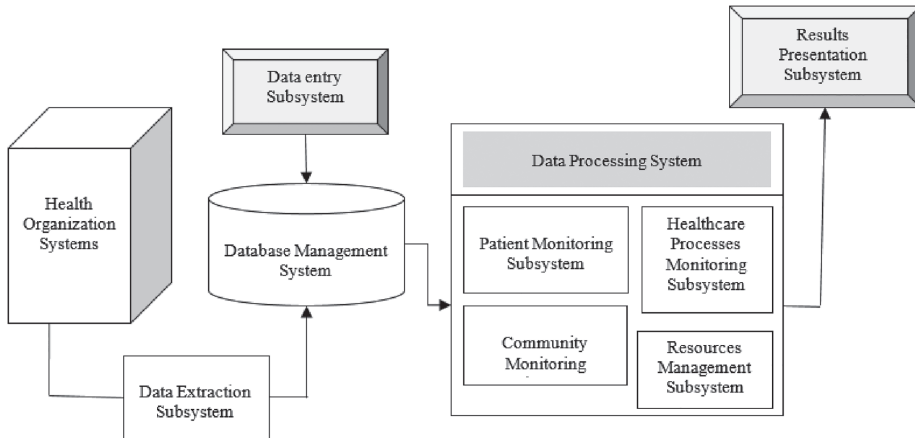 Results
Presentation
Subsystem
Data entry
Subsystem
Data Processing System
Health
Organization
Systems
Database Management
System
Patient Monitoring
Subsystem
Healthcare
Processes
Monitoring
Subsystem
Community
Monitoring
Resources
Management
Subsystem
Data Extraction
Subsystem